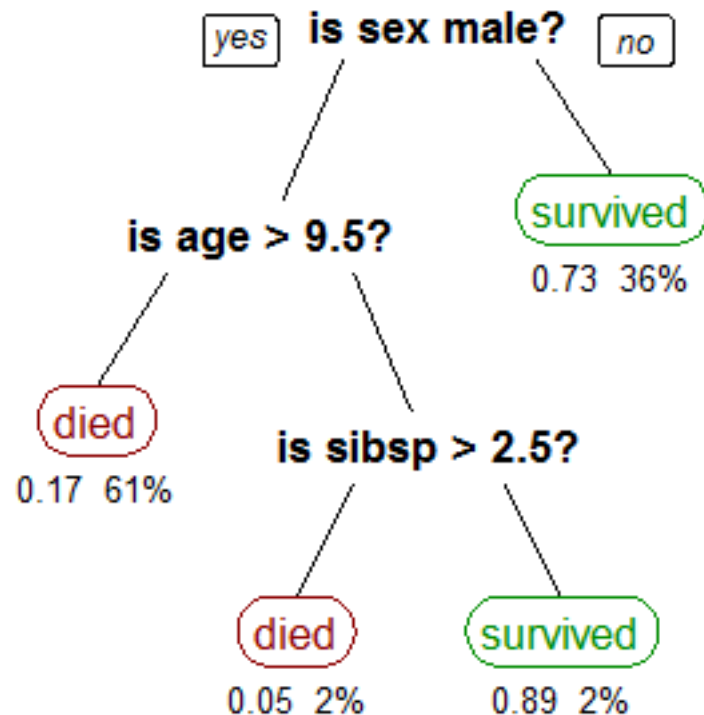 yes is sex male? no
survived
is age > 9.5?
0.73 36%
died
is sibsp > 2.5?
0.17 61%
died survived
0.05 2% 0.89 2%